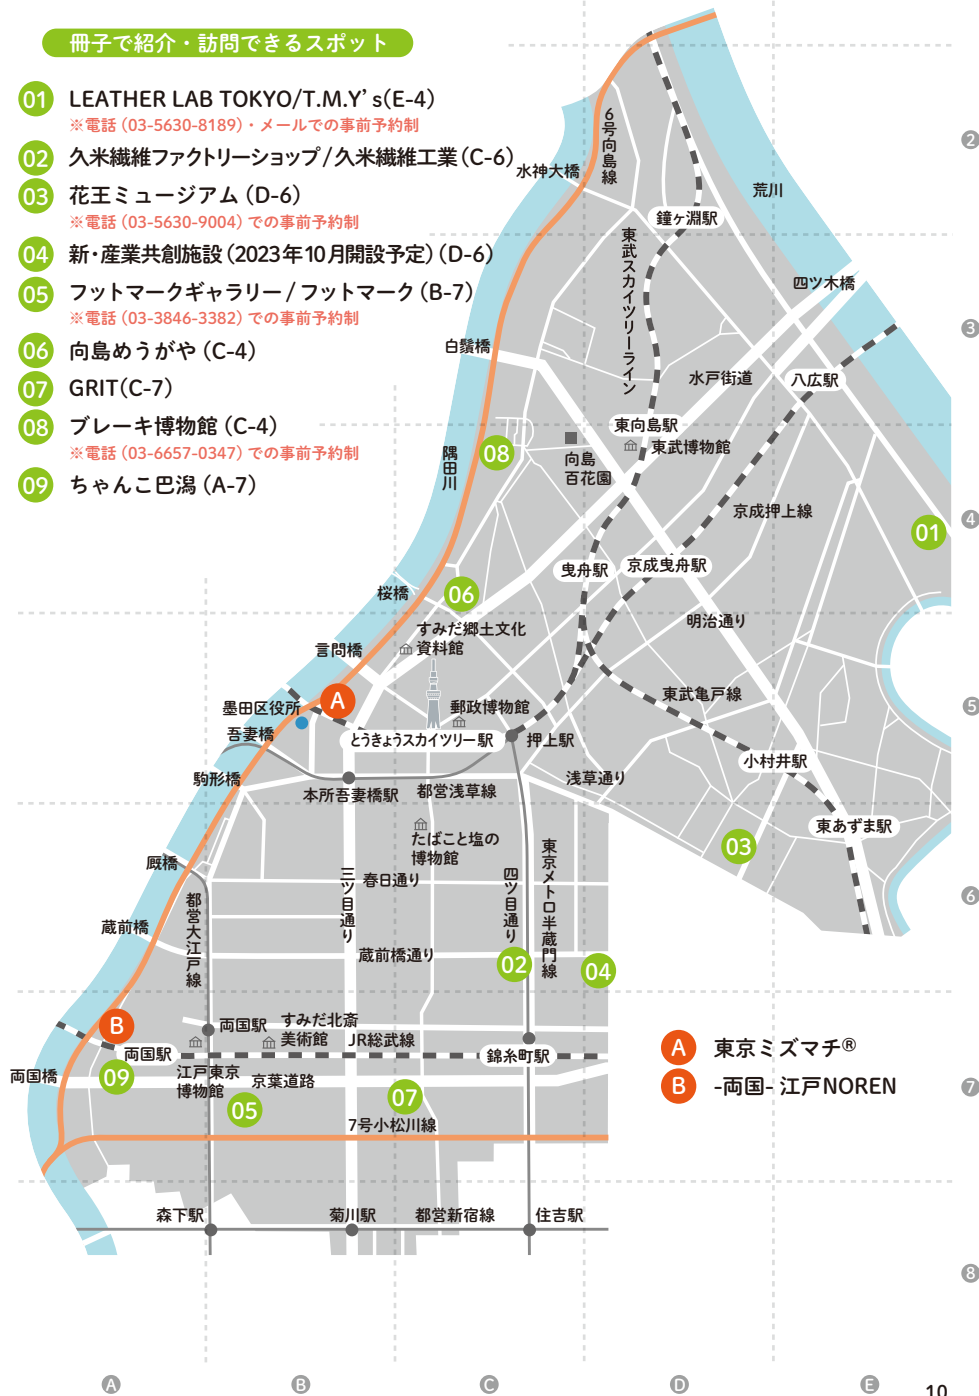 冊子で紹介・訪問できるスポット
01 LEATHER LAB TOKYO/T.M.Y's(E-4)
※電話（03-5630-8189）・メールでの事前予約制
02 久米繊維ファクトリーショップ/久米繊維工業(C-6)
03 花王ミュージアム(D-6)
※電話（03-5630-9004）での事前予約制
04 新・産業共創施設(2023年10月開設予定)(D-6)
05 フットマークギャラリー/フットマーク(B-7)
※電話（03-3846-3382）での事前予約制
06 向島めうがや(C-4)
07 GRIT(C-7)
08 ブレーキ博物館(C-4)
※電話（03-6657-0347）での事前予約制
09 ちゃんこ巴潟(A-7)
6号向島線
水神大橋
荒川
鐘ヶ淵駅
東武スカイツリーライン
四ツ木橋
白鬚橋
水戸街道
八広駅
東向島駅
東武博物館
隅田川
08
向島
百花園
京成押上線
01
曳舟駅
京成曳舟駅
桜橋
06
すみだ郷土文化
資料館
明治通り
言問橋
A
東武亀戸線
墨田区役所
郵政博物館
吾妻橋
とうきょうスカイツリー駅
押上駅
小村井駅
駒形橋
本所吾妻橋駅
都営浅草線
浅草通り
たばこと塩の
博物館
東あずま駅
03
厩橋
三ツ目通り
春日通り
四ツ目通り
東京メトロ半蔵門線
都営大江戸線
蔵前橋
蔵前橋通り
02
04
B
両国駅
すみだ北斎
美術館
JR総武線
両国駅
錦糸町駅
両国橋
09
江戸東京
博物館
京葉道路
05
07
7号小松川線
森下駅
菊川駅
都営新宿線
住吉駅
A 東京ミズマチ®
B -両国- 江戸NOREN
2
3
4
5
6
7
8
A
B
C
D
E
10